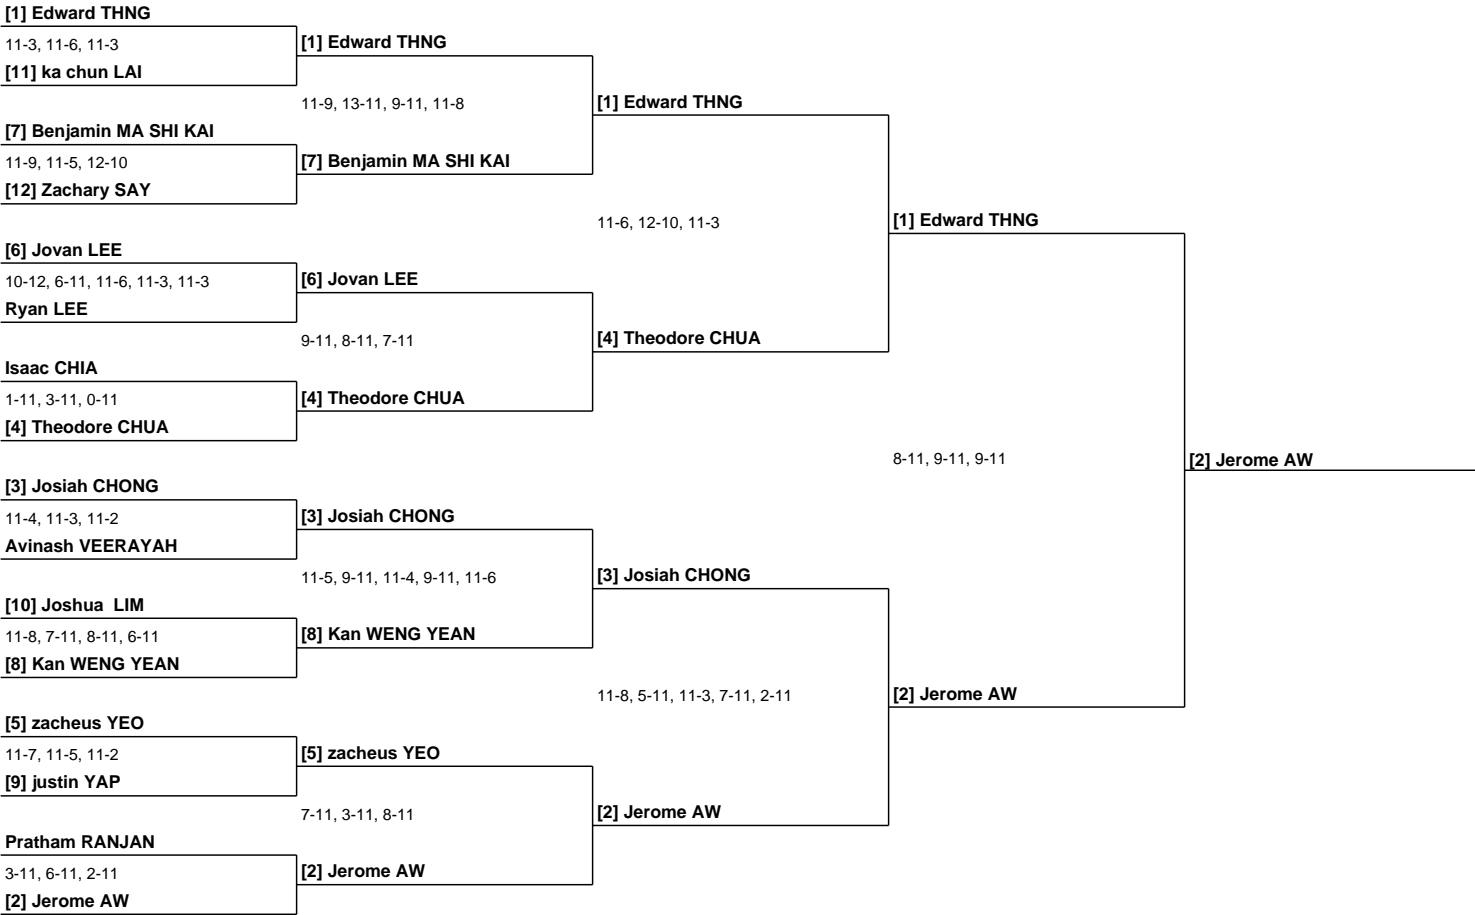 [1] Edward THNG
11-3, 11-6, 11-3
[11] ka chun LAI
[7] Benjamin MA SHI KAI
11-9, 11-5, 12-10
[12] Zachary SAY
[6] Jovan LEE
10-12, 6-11, 11-6, 11-3, 11-3
Ryan LEE
Isaac CHIA
1-11, 3-11, 0-11
[4] Theodore CHUA
[3] Josiah CHONG
11-4, 11-3, 11-2
Avinash VEERAYAH
[10] Joshua  LIM
11-8, 7-11, 8-11, 6-11
[8] Kan WENG YEAN
[5] zacheus YEO
11-7, 11-5, 11-2
[9] justin YAP
Pratham RANJAN
3-11, 6-11, 2-11
[2] Jerome AW
[1] Edward THNG
11-9, 13-11, 9-11, 11-8
[7] Benjamin MA SHI KAI
[6] Jovan LEE
9-11, 8-11, 7-11
[4] Theodore CHUA
[3] Josiah CHONG
11-5, 9-11, 11-4, 9-11, 11-6
[8] Kan WENG YEAN
[5] zacheus YEO
7-11, 3-11, 8-11
[2] Jerome AW
[1] Edward THNG
11-6, 12-10, 11-3
[4] Theodore CHUA
[3] Josiah CHONG
11-8, 5-11, 11-3, 7-11, 2-11
[2] Jerome AW
[1] Edward THNG
8-11, 9-11, 9-11
[2] Jerome AW
[2] Jerome AW